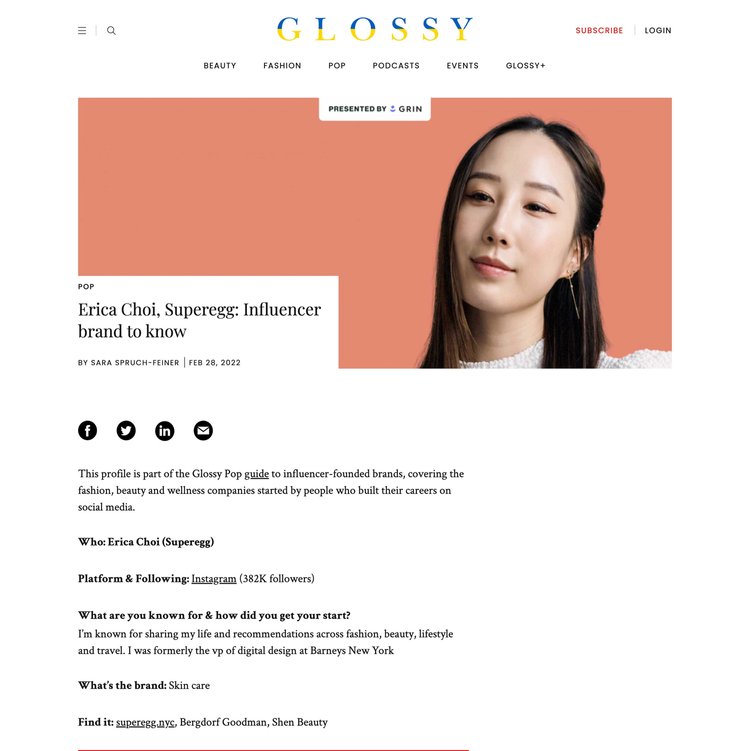 GLOSSY
SUBSCRIBE
LOGIN
BEAUTY FASHION POP PODCASTS EVENTS GLOSSY+
PRESENTED BY GRIN
POP
Erica Choi, Superegg: Influencer
brand to know
BY SARA SPRUCH-FEINER | FEB 28, 2022
This profile is part of the Glossy Pop guide to influencer-founded brands, covering the
fashion, beauty and wellness companies started by people who built their careers on
social media.
Who: Erica Choi (Superegg)
Platform & Following: Instagram (382K followers)
What are you known for & how did you get your start?
I'm known for sharing my life and recommendations across fashion, beauty, lifestyle
and travel. I was formerly the vp of digital design at Barneys New York
What's the brand: Skin care
Find it: superegg.nyc, Bergdorf Goodman, Shen Beauty